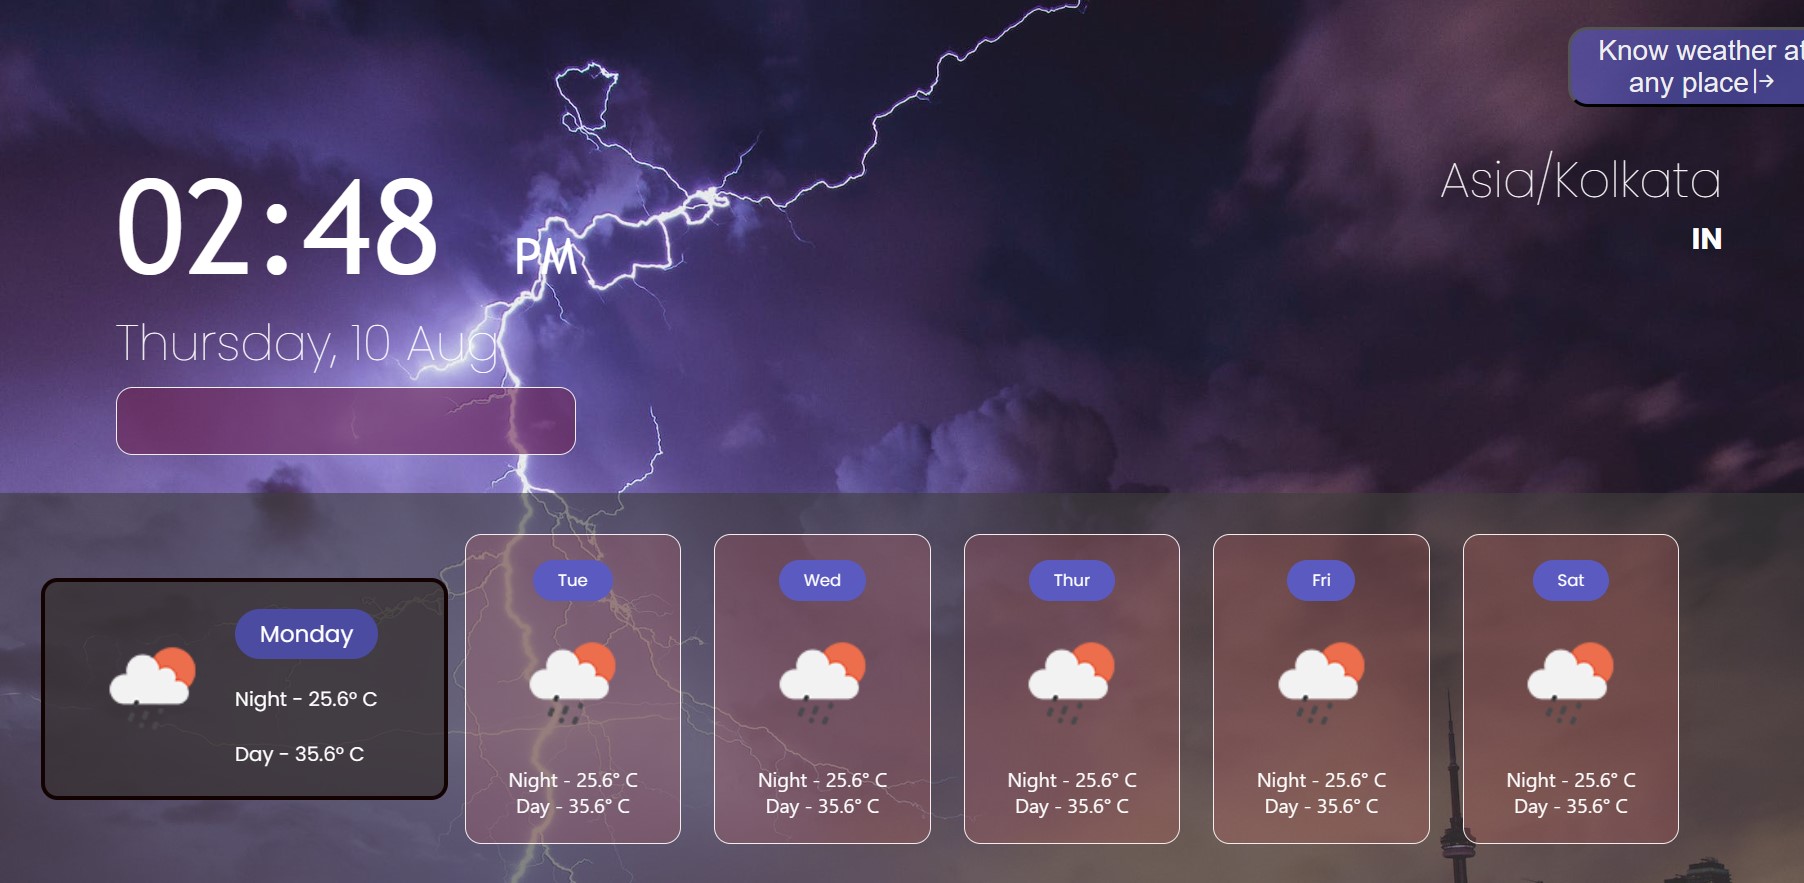 Know weather at
any place
Asia/Kolkata
IN
02:48 PM
Thursday, 10 Aug
Monday
Night - 25.6° C
Day - 35.6° C
Tue
Night - 25.6° C
Day - 35.6° C
Wed
Night - 25.6° C
Day - 35.6° C
Thur
Night - 25.6° C
Day - 35.6° C
Fri
Night - 25.6° C
Day - 35.6° C
Sat
Night - 25.6° C
Day - 35.6° C